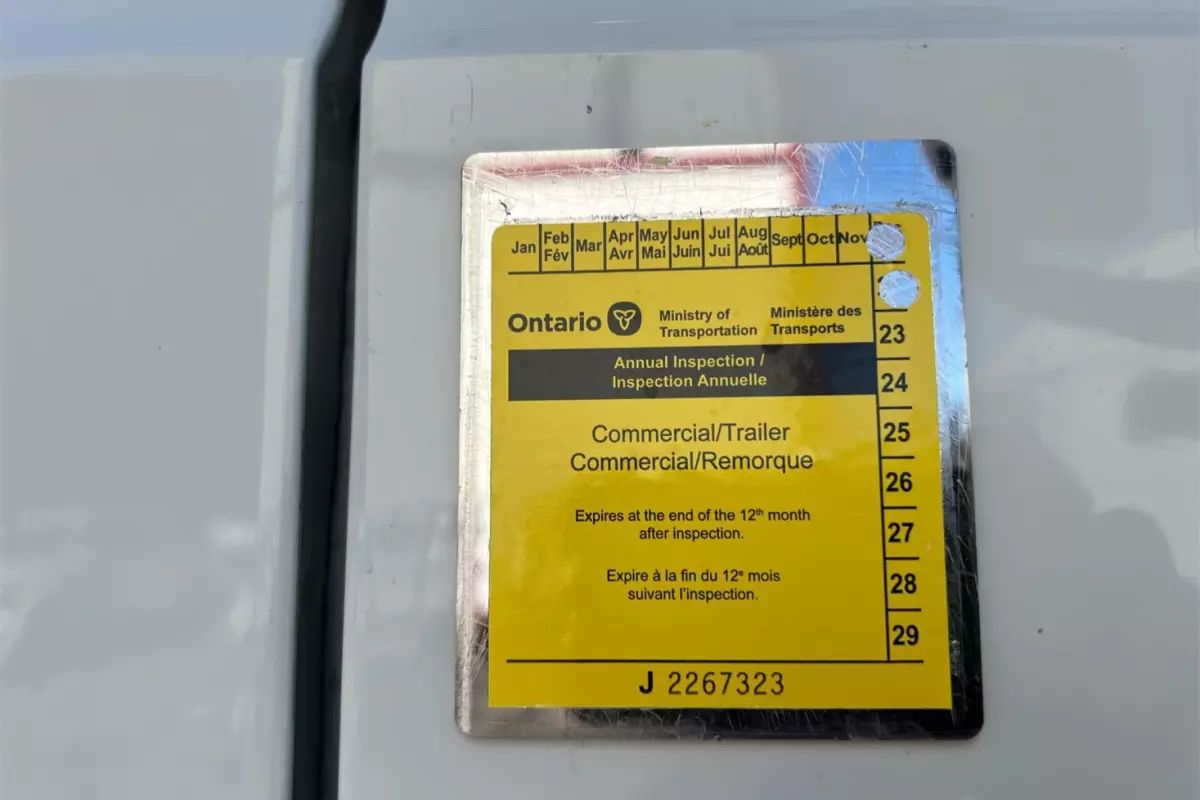 Jan Feb Mar Apr May Jun Jul Aug Sept Oct Nov
Fév Avr Mai Juin Jui Août
Ontario Ministry of Ministère des
Transportation Transports
Annual Inspection /
Inspection Annuelle
Commercial/Trailer
Commercial/Remorque
Expires at the end of the 12th month
after inspection.
Expire à la fin du 12e mois
suivant l'inspection.
23
24
25
26
27
28
29
J 2267323